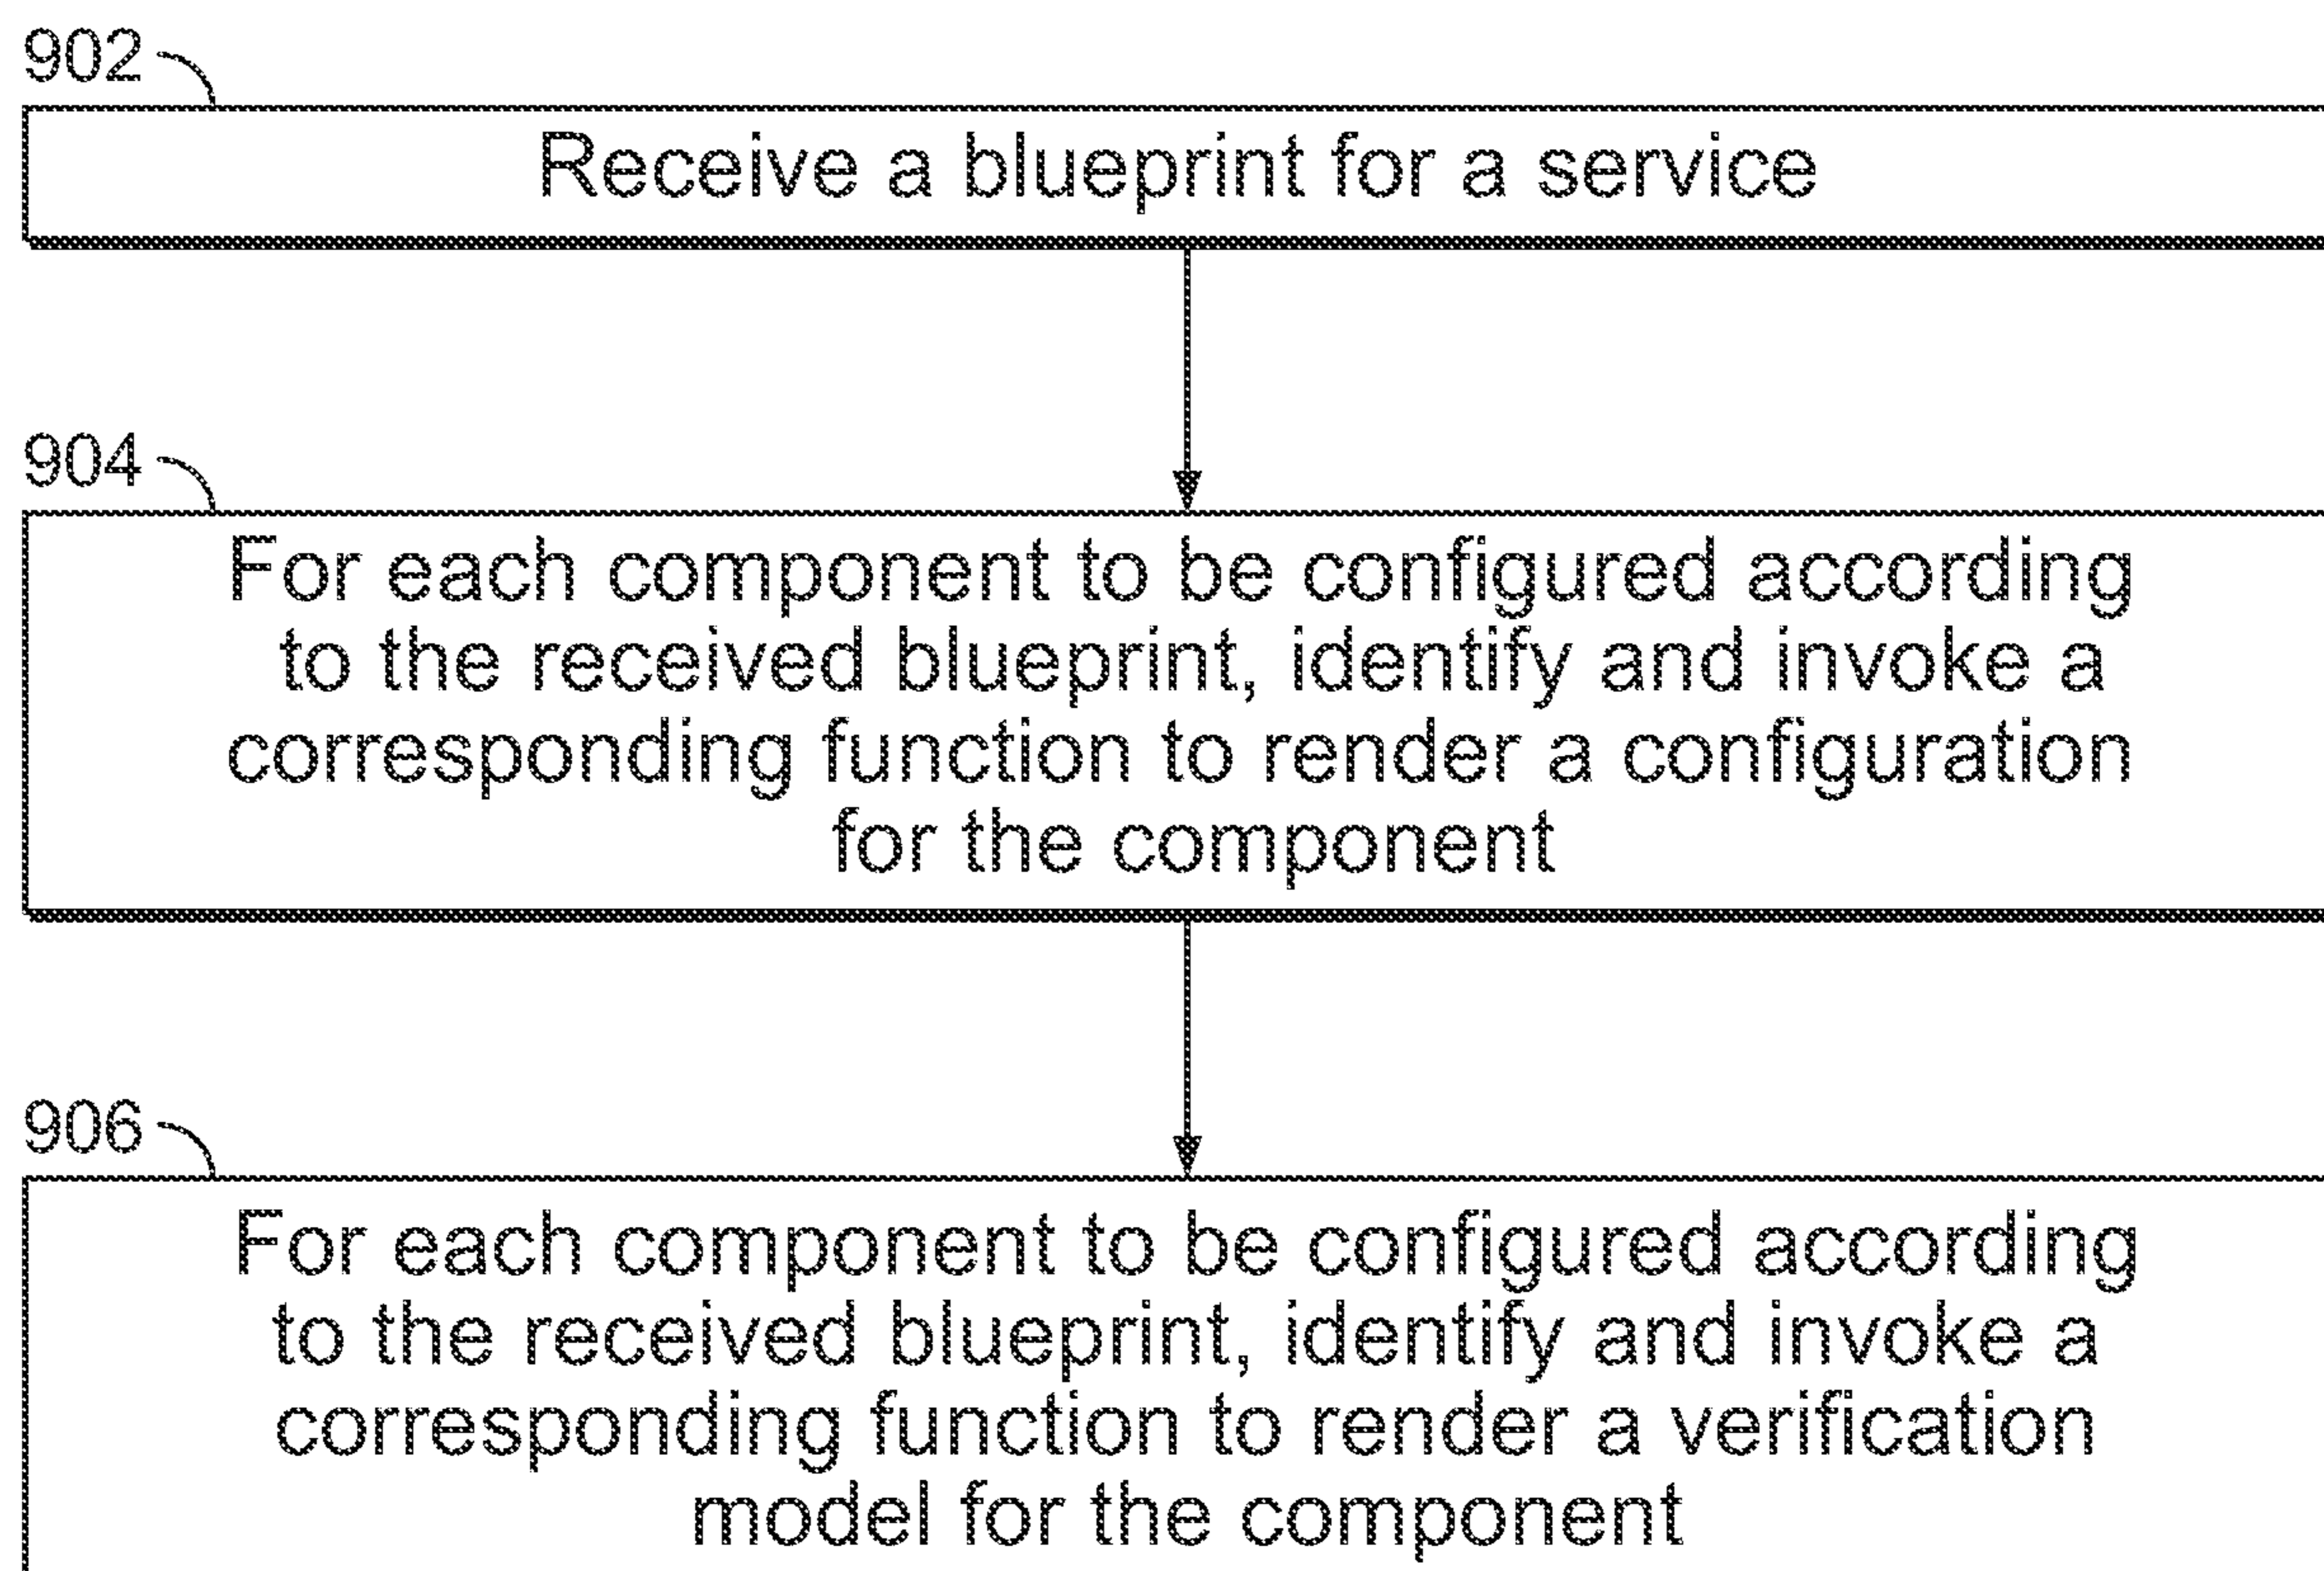 902
Receive a blueprint for a service
904
For each component to be configured according
to the received blueprint, identify and invoke a
corresponding function to render a configuration
for the component
906
For each component to be configured according
to the received blueprint, identify and invoke a
corresponding function to render a verification
model for the component